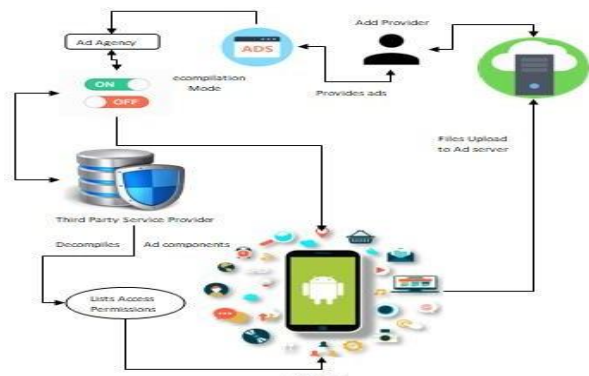 Add Provider
Ad Agency
ADS
ecompilation
Mode
ON
OFF
Provides ads
Files Upload
to Ad server
Third Party Service Provider
Decompiles
Ad components
Lists Access
Permissions